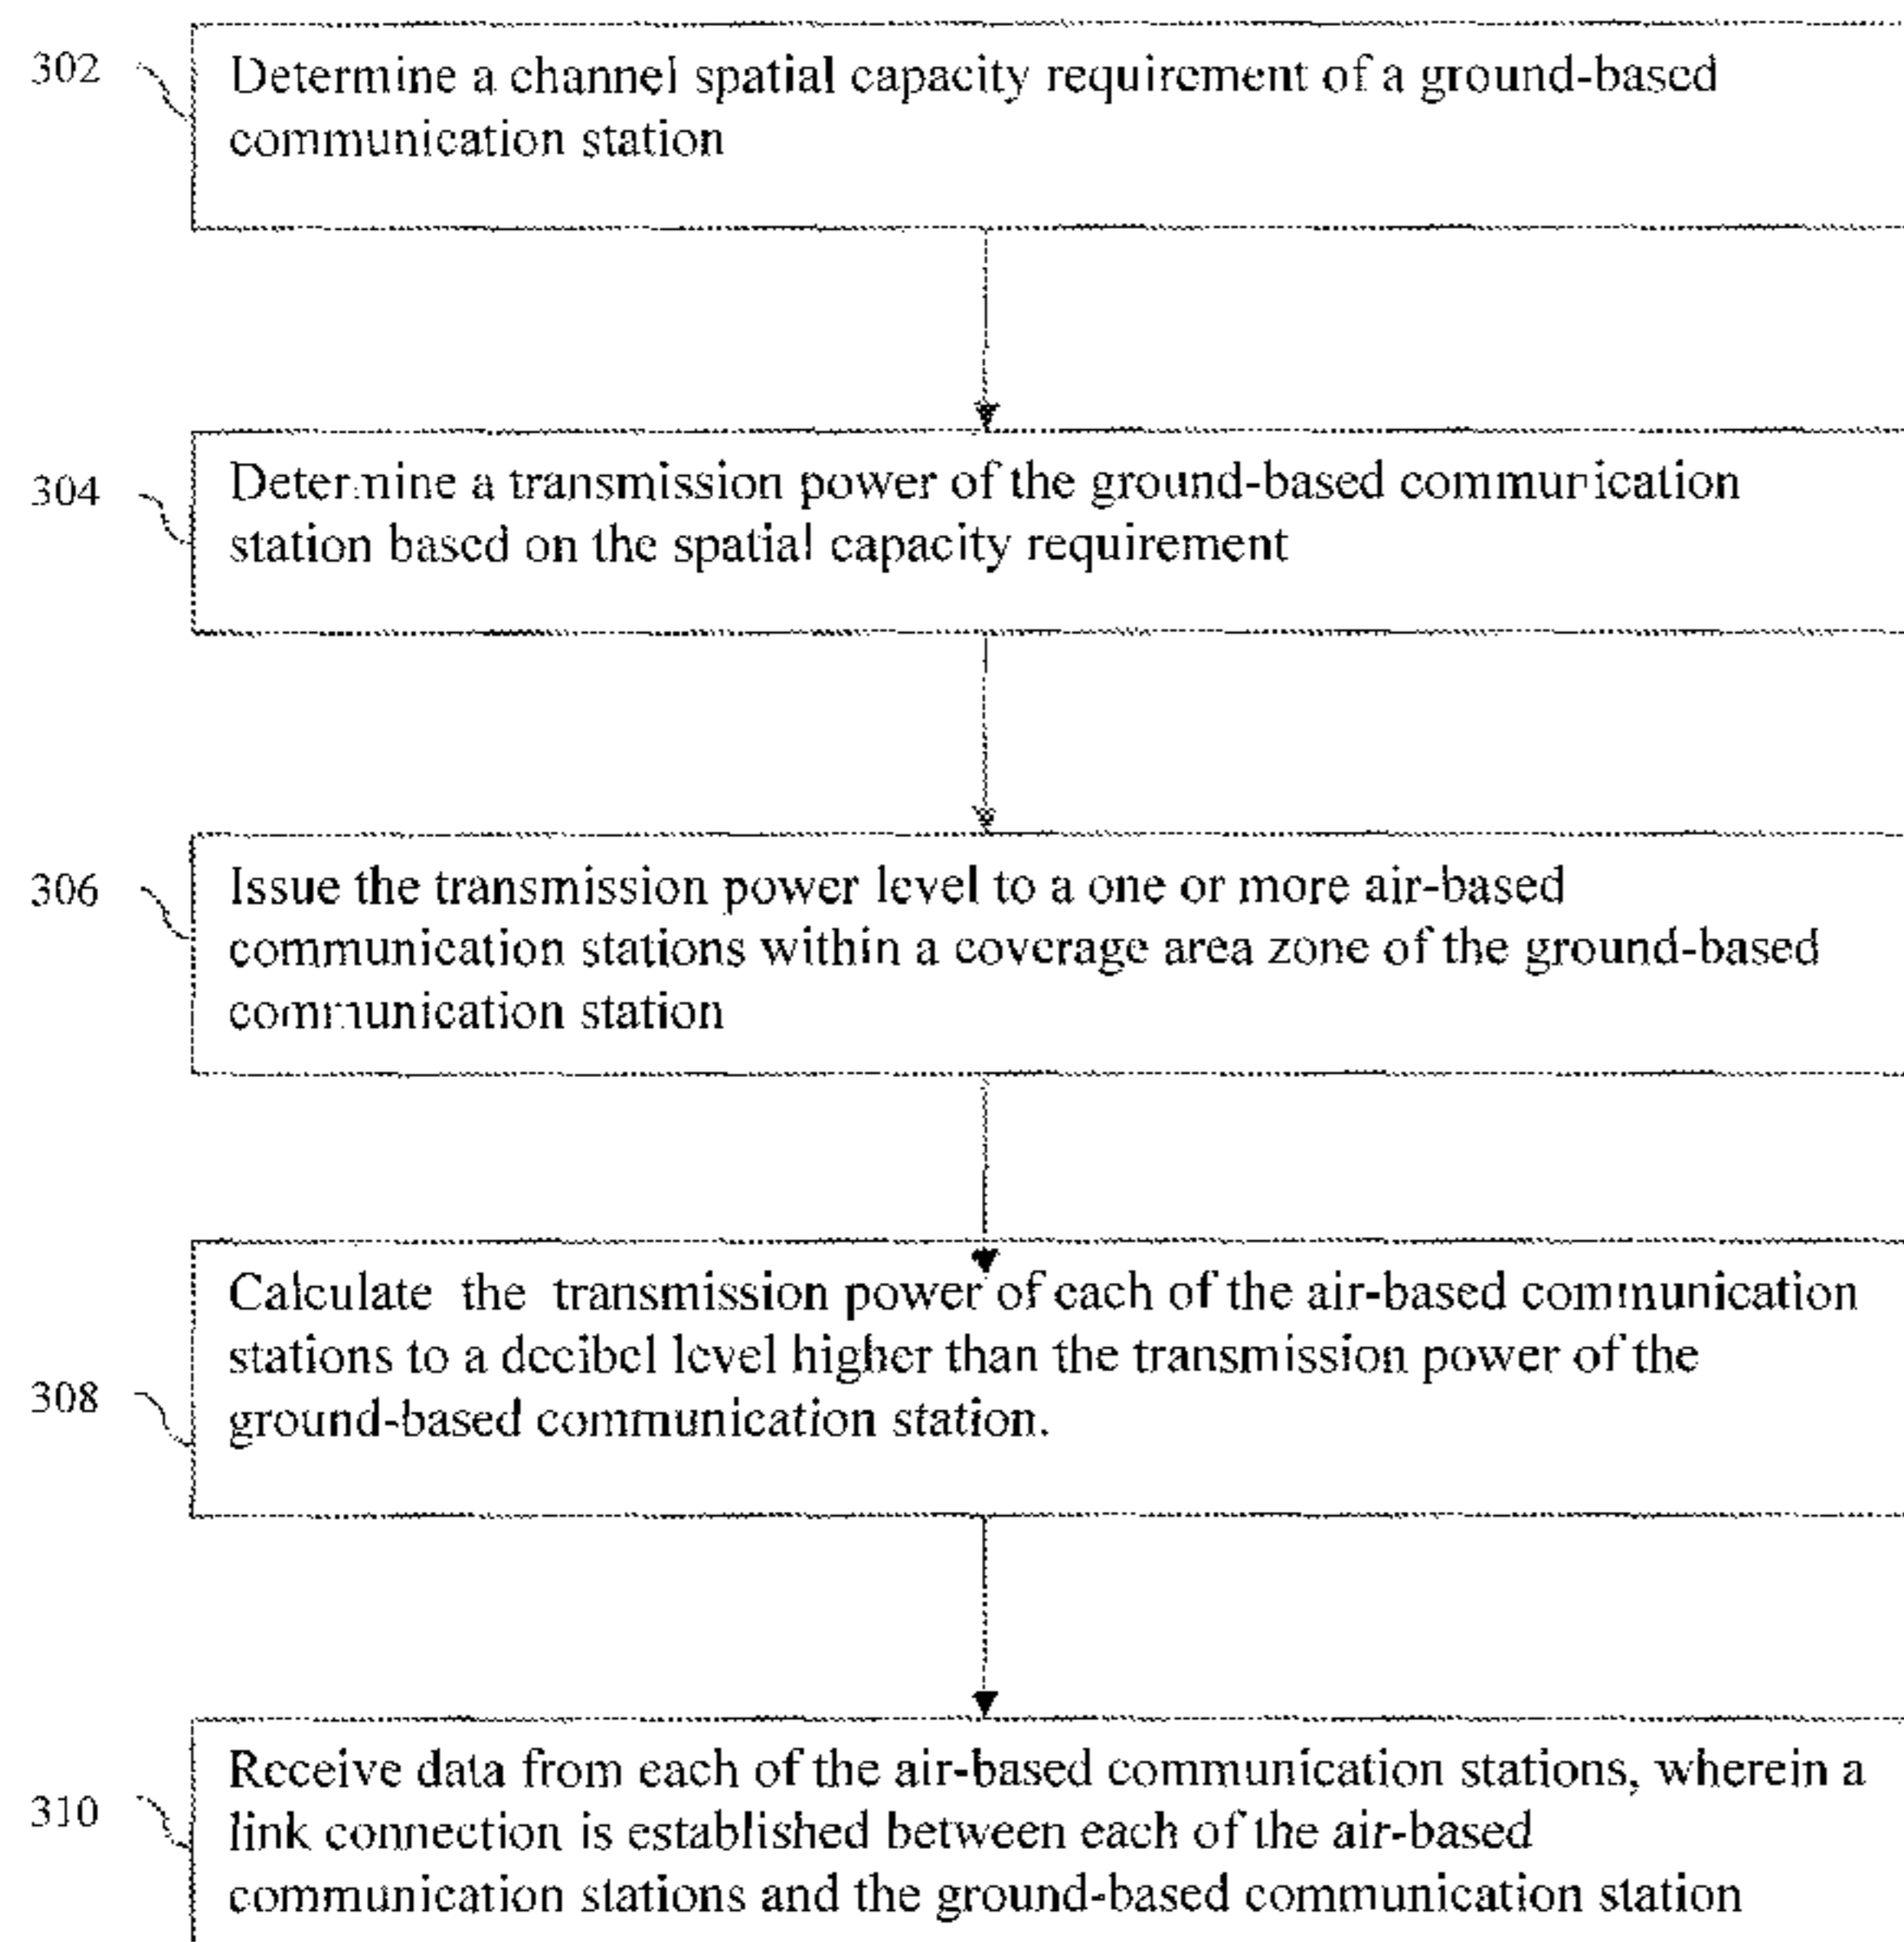 302
Determine a channel spatial capacity requirement of a ground-based
communication station
304
Determine a transmission power of the ground-based communication
station based on the spatial capacity requirement
306
Issue the transmission power level to a one or more air-based
communication stations within a coverage area zone of the ground-based
communication station
Calculate the transmission power of each of the air-based communication
stations to a decibel level higher than the transmission power of the
308
ground-based communication station.
310
Receive data from each of the air-based communication stations, wherein a
link connection is established between each of the air-based
communication stations and the ground-based communication station